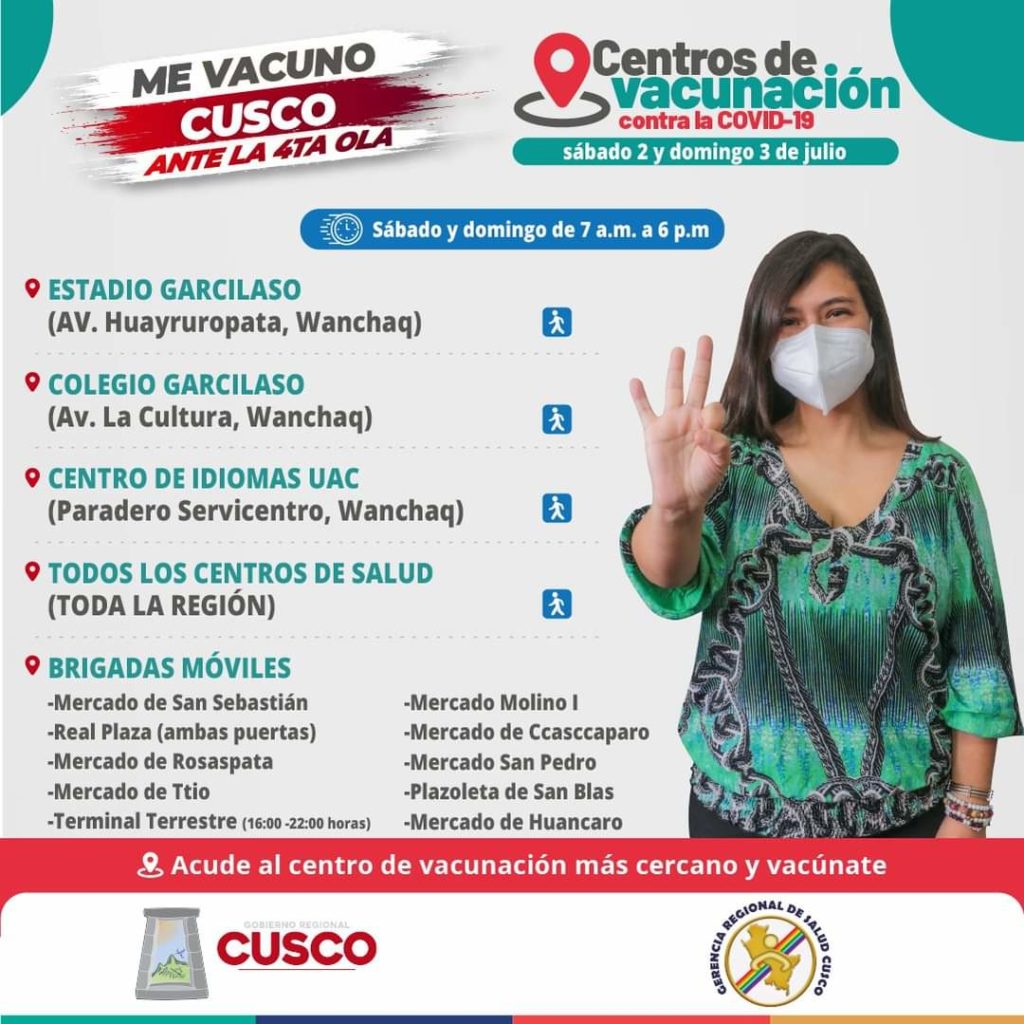 ME VACUNO
CUSCO
ANTE LA 4TA OLA
Centros de
vacunación
contra la COVID-19
sábado 2 y domingo 3 de julio
Sábado y domingo de 7 a.m. a 6 p.m
ESTADIO GARCILASO
(AV. Huayruropata, Wanchaq)
COLEGIO GARCILASO
(Av. La Cultura, Wanchaq)
CENTRO DE IDIOMAS UAC
(Paradero Servicentro, Wanchaq)
TODOS LOS CENTROS DE SALUD
(TODA LA REGIÓN)
BRIGADAS MÓVILES
-Mercado de San Sebastián
-Real Plaza (ambas puertas)
-Mercado de Rosaspata
-Mercado de Ttio
-Terminal Terrestre (16:00 -22:00 horas)
-Mercado Molino I
-Mercado de Ccasccaparo
-Mercado San Pedro
-Plazoleta de San Blas
-Mercado de Huancaro
Acude al centro de vacunación más cercano y vacúnate
GOBIERNO REGIONAL
CUSCO
GERENCIA REGIONAL DE SALUD CUSCO